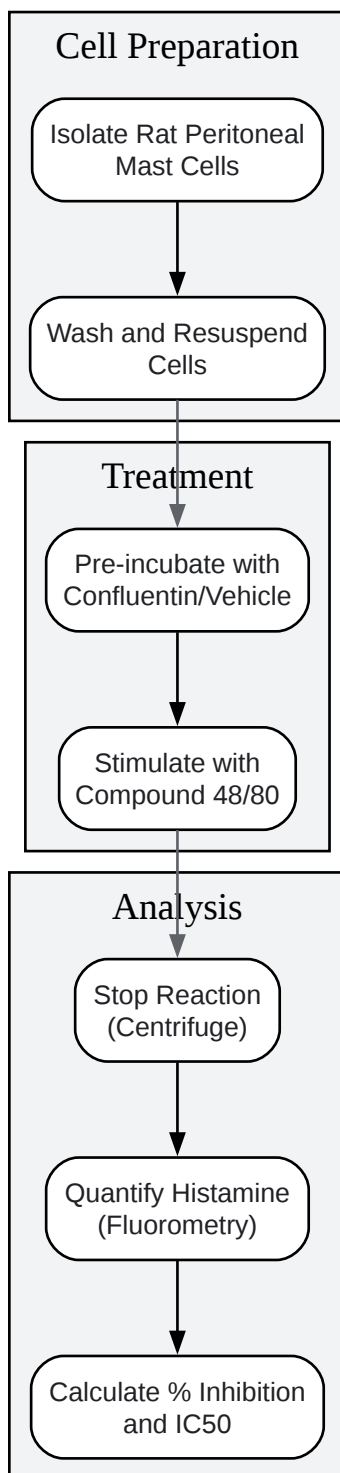 Cell Preparation
Isolate Rat Peritoneal
Mast Cells
Wash and Resuspend
Cells
Treatment
Pre-incubate with
Confluentin/Vehicle
Stimulate with
Compound 48/80
Analysis
Stop Reaction
(Centrifuge)
Quantify Histamine
(Fluorometry)
Calculate % Inhibition
and IC50